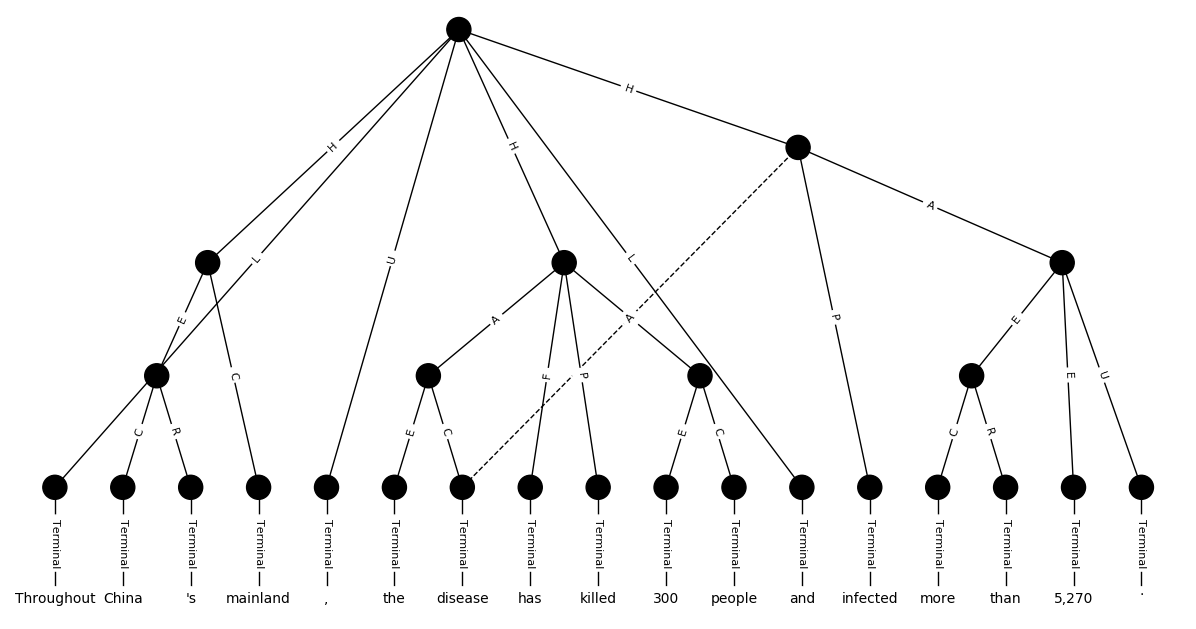 H
H
A
H
L
U
L
E
A
A
P
E
C
F
P
E
U
C
R
E
C
E
C
C
R
Terminal Terminal Terminal Terminal Terminal Terminal Terminal Terminal Terminal Terminal Terminal Terminal Terminal Terminal Terminal Terminal Terminal
Throughout China 's mainland , the disease has killed 300 people and infected more than 5,270 .